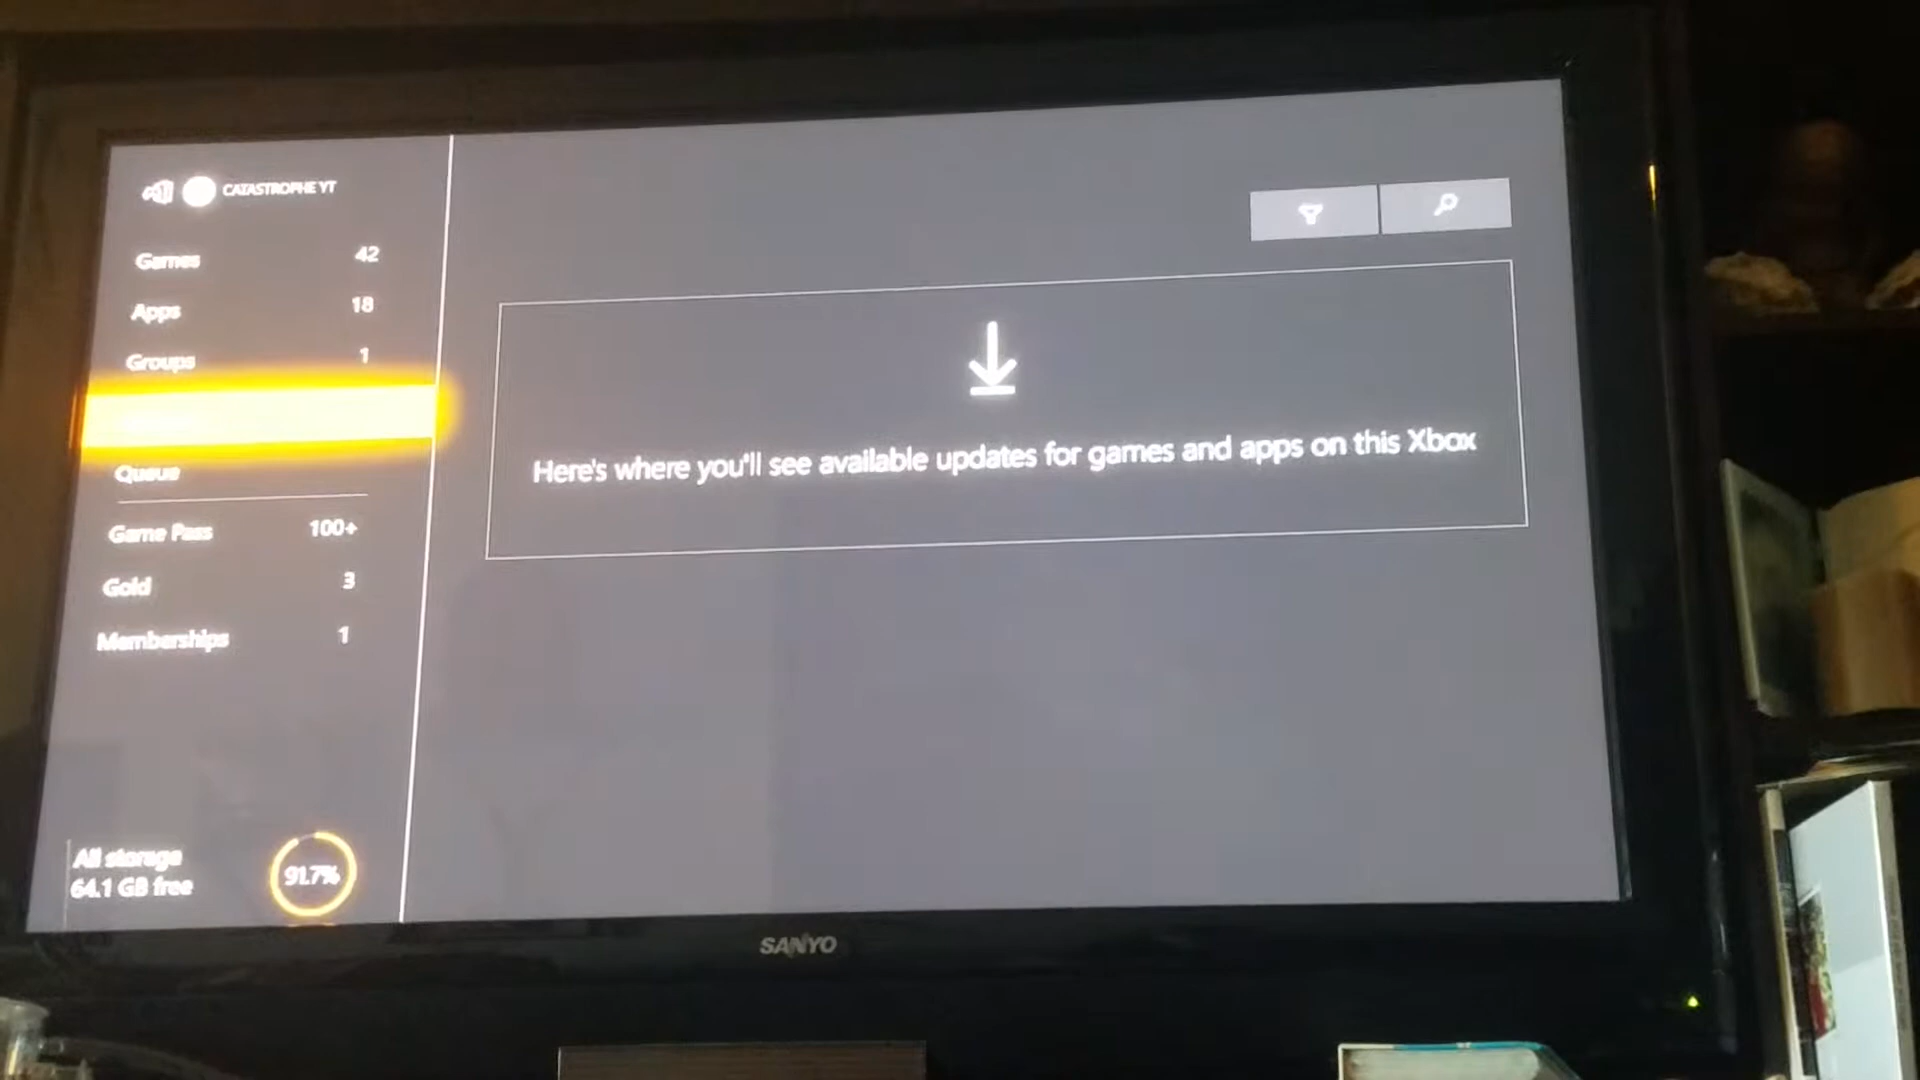 CATASTROPHE YT
Games 42
Apps 18
Groups 1
Queue
Game Pass 100+
Gold 3
Memberships 1
All storage
64.1 GB free
91.7%
Here's where you'll see available updates for games and apps on this Xbox
SANYO